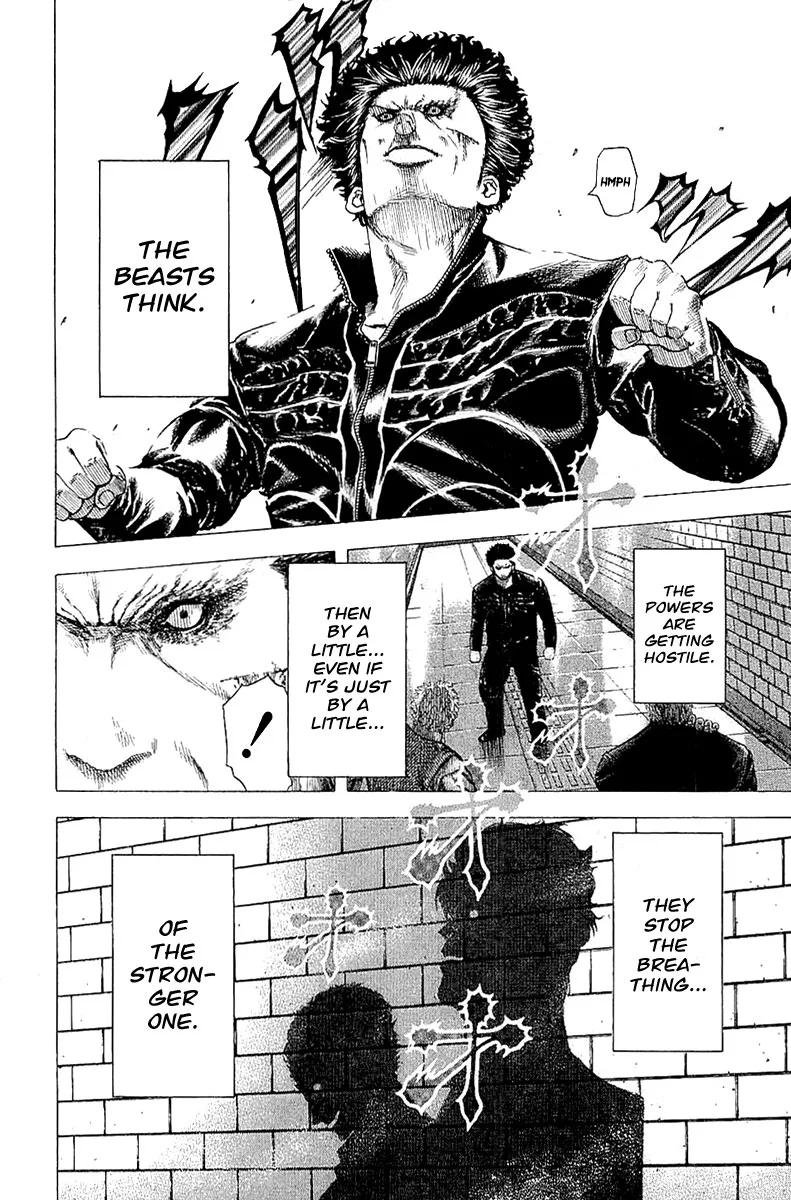 HMPH
THE
BEASTS
THINK.
THE
POWERS
ARE
GETTING
HOSTILE.
THEN
BY A
LITTLE...
EVEN IF
IT'S JUST
BY A
LITTLE...
!
THEY
STOP
THE
BREA-
THING...
OF
THE
STRON-
GER
ONE.